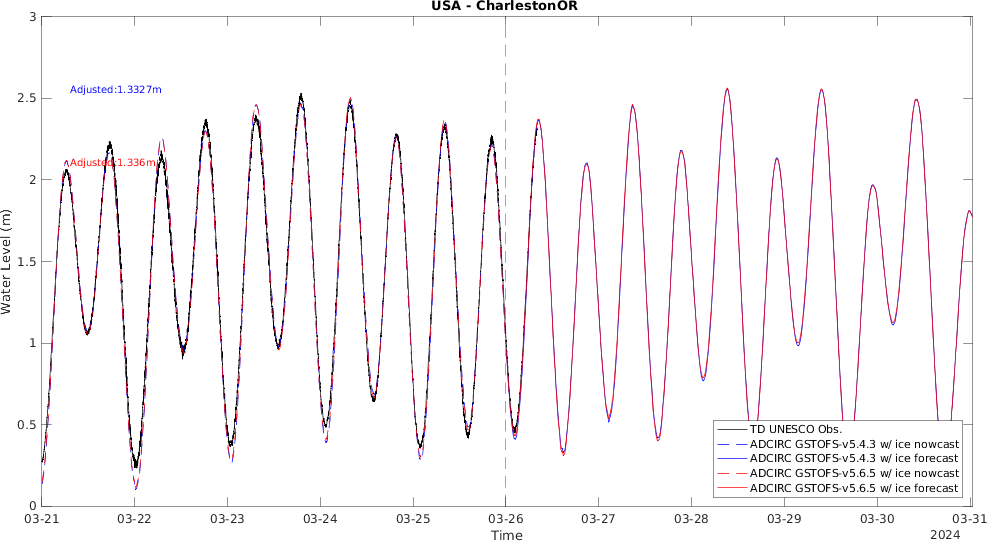 USA - CharlestonOR
3
2.5
2
1.5
1
0.5
0
Water Level (m)
Adjusted:1.3327m
Adjusted:1.336m
TD UNESCO Obs.
ADCIRC GSTOFS-v5.4.3 w/ ice nowcast
ADCIRC GSTOFS-v5.4.3 w/ ice forecast
ADCIRC GSTOFS-v5.6.5 w/ ice nowcast
ADCIRC GSTOFS-v5.6.5 w/ ice forecast
03-21 03-22 03-23 03-24 03-25 03-26 03-27 03-28 03-29 03-30 03-31
Time
2024